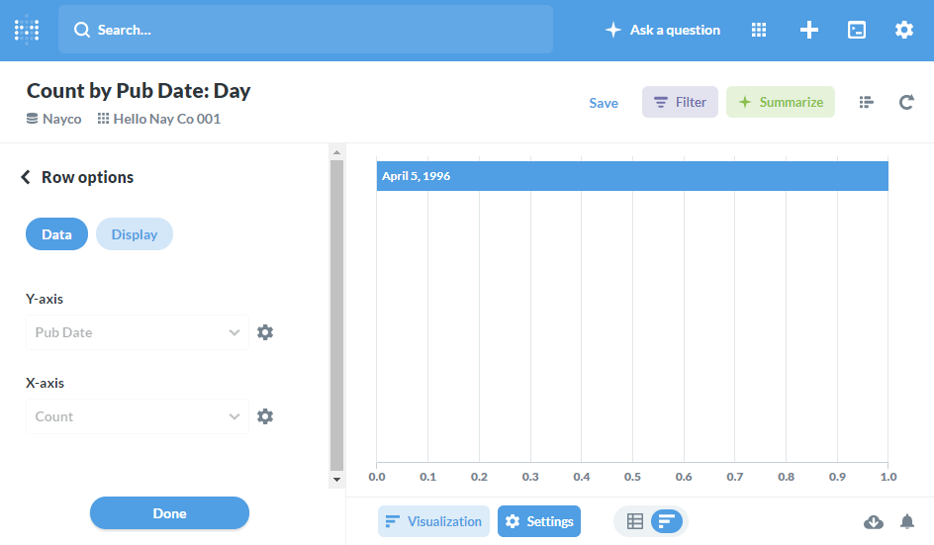 Search...
Ask a question
Count by Pub Date: Day
Nayco
Hello Nay Co 001
Save
Filter
Summarize
Row options
Data
Display
Y-axis
Pub Date
X-axis
Count
Done
April 5, 1996
0.0 0.1 0.2 0.3 0.4 0.5 0.6 0.7 0.8 0.9 1.0
Visualization
Settings